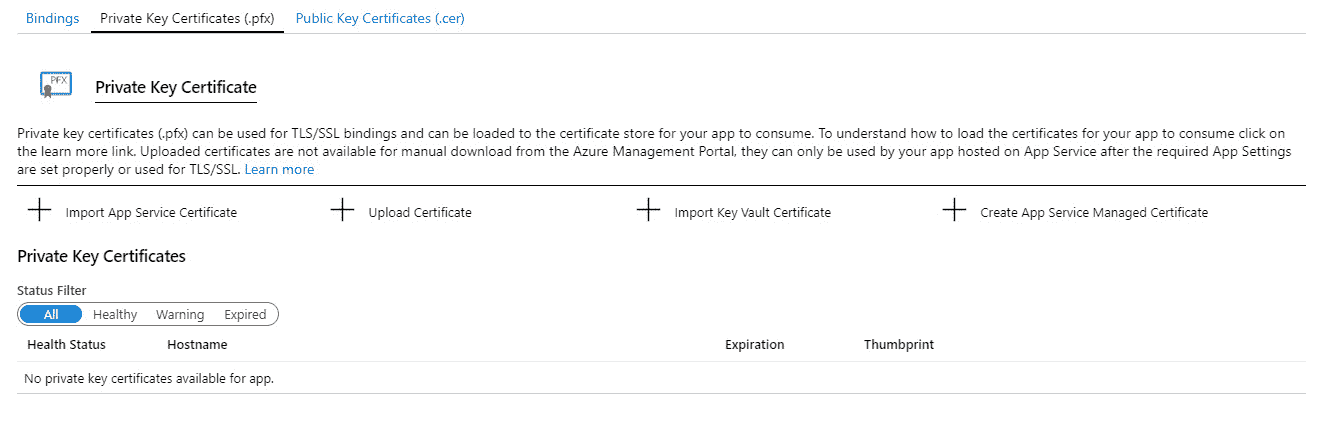 Bindings Private Key Certificates (.pfx) Public Key Certificates (.cer)
PFX
Private Key Certificate
Private key certificates (.pfx) can be used for TLS/SSL bindings and can be loaded to the certificate store for your app to consume. To understand how to load the certificates for your app to consume click on
the learn more link. Uploaded certificates are not available for manual download from the Azure Management Portal, they can only be used by your app hosted on App Service after the required App Settings
are set properly or used for TLS/SSL. Learn more
Import App Service Certificate Upload Certificate Import Key Vault Certificate Create App Service Managed Certificate
Private Key Certificates
Status Filter
All Healthy Warning Expired
Health Status Hostname Expiration Thumbprint
No private key certificates available for app.